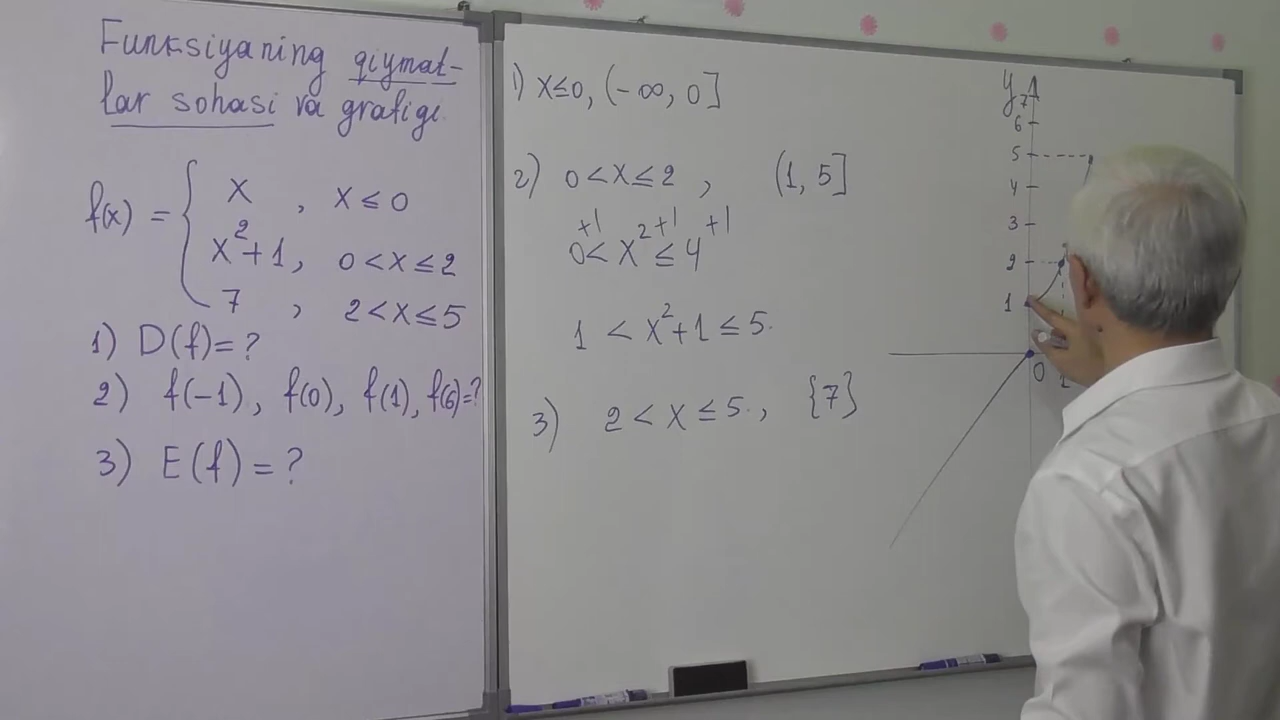 Funksiyaning qiymat-
lar sohasi va grafigi.
f(x) = { x , x ≤ 0
x²+1, 0 < x ≤ 2
7 , 2 < x ≤ 5
1) D(f)= ?
2) f(-1), f(0), f(1), f(6)=?
3) E(f) = ?
1) x≤0, (-∞, 0]
2) 0 < x ≤ 2 , (1, 5]
+1 +1 +1
0 < x² ≤ 4
1 < x²+1 ≤ 5.
3) 2 < x ≤ 5., {7}
y
7
6
5
4
3
2
1
0 1